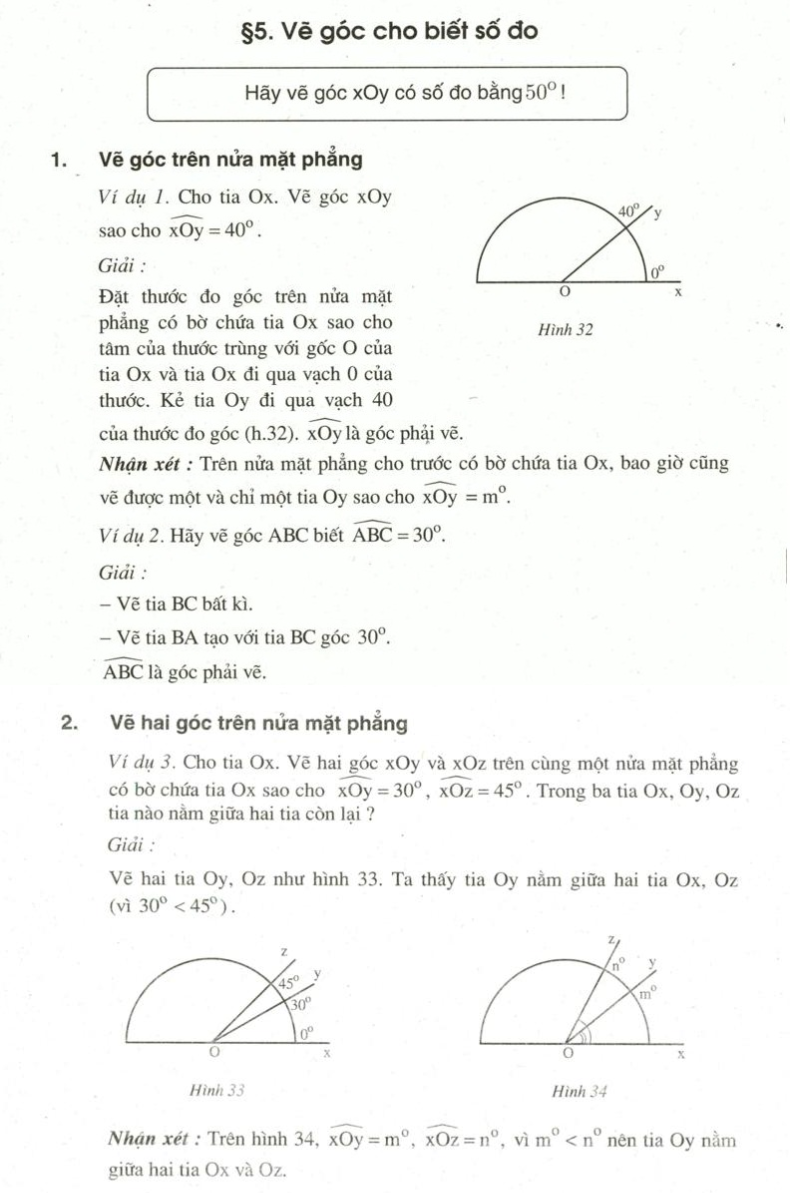 §5. Vẽ góc cho biết số đo
Hãy vẽ góc xOy có số đo bằng 50° !
1. Vẽ góc trên nửa mặt phẳng
Ví dụ 1. Cho tia Ox. Vẽ góc xOy
sao cho xOy = 40°.
Giải :
Đặt thước đo góc trên nửa mặt
phẳng có bờ chứa tia Ox sao cho
tâm của thước trùng với gốc O của
tia Ox và tia Ox đi qua vạch 0 của
thước. Kẻ tia Oy đi qua vạch 40
của thước đo góc (h.32). xOy là góc phải vẽ.
40° y
0°
O x
Hình 32
Nhận xét : Trên nửa mặt phẳng cho trước có bờ chứa tia Ox, bao giờ cũng
vẽ được một và chỉ một tia Oy sao cho xOy = m°.
Ví dụ 2. Hãy vẽ góc ABC biết ABC = 30°.
Giải :
– Vẽ tia BC bất kì.
– Vẽ tia BA tạo với tia BC góc 30°.
ABC là góc phải vẽ.
2. Vẽ hai góc trên nửa mặt phẳng
Ví dụ 3. Cho tia Ox. Vẽ hai góc xOy và xOz trên cùng một nửa mặt phẳng
có bờ chứa tia Ox sao cho xOy = 30°, xOz = 45°. Trong ba tia Ox, Oy, Oz
tia nào nằm giữa hai tia còn lại ?
Giải :
Vẽ hai tia Oy, Oz như hình 33. Ta thấy tia Oy nằm giữa hai tia Ox, Oz
(vì 30° < 45°).
z
45° y
30°
0°
O x
Hình 33
z
n° y
m°
O x
Hình 34
Nhận xét : Trên hình 34, xOy = m°, xOz = n°, vì m° < n° nên tia Oy nằm
giữa hai tia Ox và Oz.